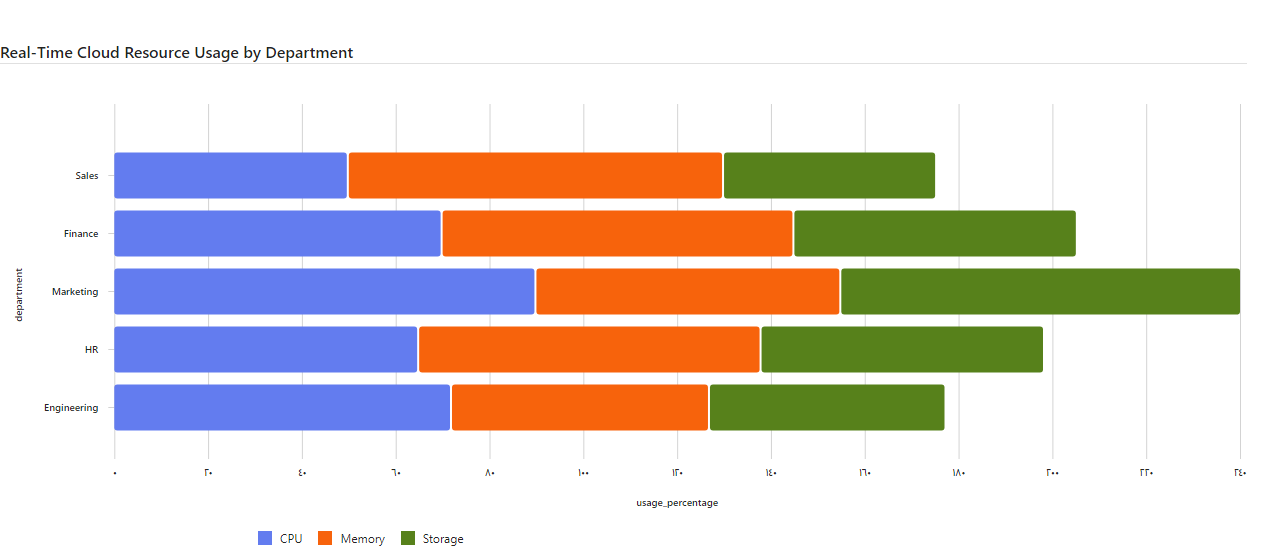 Real-Time Cloud Resource Usage by Department
Sales
Finance
Marketing
HR
Engineering
department
٠ ٢٠ ٤٠ ٦٠ ٨٠ ١٠٠ ١٢٠ ١٤٠ ١٦٠ ١٨٠ ٢٠٠ ٢٢٠ ٢٤٠
usage_percentage
CPU Memory Storage